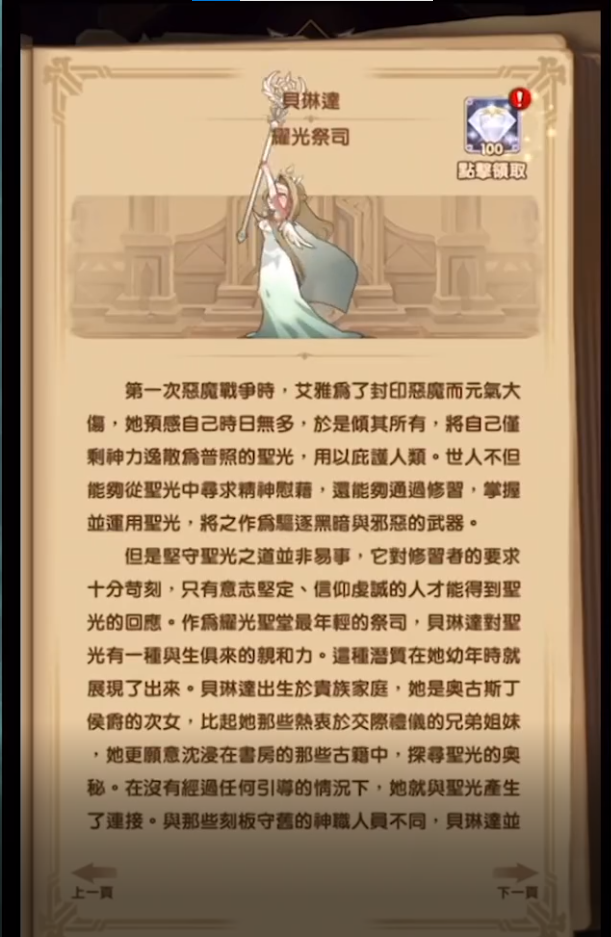 貝琳達
耀光祭司
100
點擊領取
第一次惡魔戰爭時，艾雅為了封印惡魔而元氣大
傷，她預感自己時日無多，於是傾其所有，將自己僅
剩神力逸散為普照的聖光，用以庇護人類。世人不但
能夠從聖光中尋求精神慰藉，還能夠通過修習，掌握
並運用聖光，將之作為驅逐黑暗與邪惡的武器。
但是堅守聖光之道並非易事，它對修習者的要求
十分苛刻，只有意志堅定、信仰虔誠的人才能得到聖
光的回應。作為耀光聖堂最年輕的祭司，貝琳達對聖
光有一種與生俱來的親和力。這種潛質在她幼年時就
展現了出來。貝琳達出生於貴族家庭，她是奧古斯丁
侯爵的次女，比起她那些熱衷於交際禮儀的兄弟姐妹
，她更願意沈浸在書房的那些古籍中，探尋聖光的奧
秘。在沒有經過任何引導的情況下，她就與聖光產生
了連接。與那些刻板守舊的神職人員不同，貝琳達並
上一頁
下一頁